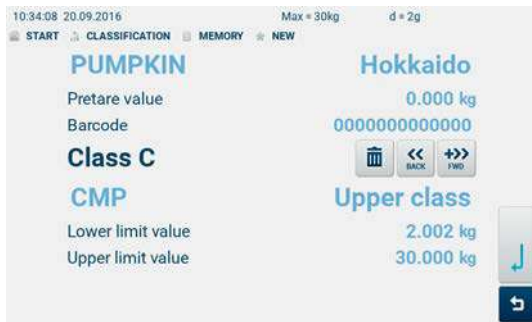 10:34:08 20.09.2016 Max = 30kg d = 2g
START CLASSIFICATION MEMORY NEW
PUMPKIN Hokkaido
Pretare value 0.000 kg
Barcode 0000000000000
Class C
<< BACK
+>> FWD
CMP Upper class
Lower limit value 2.002 kg
Upper limit value 30.000 kg